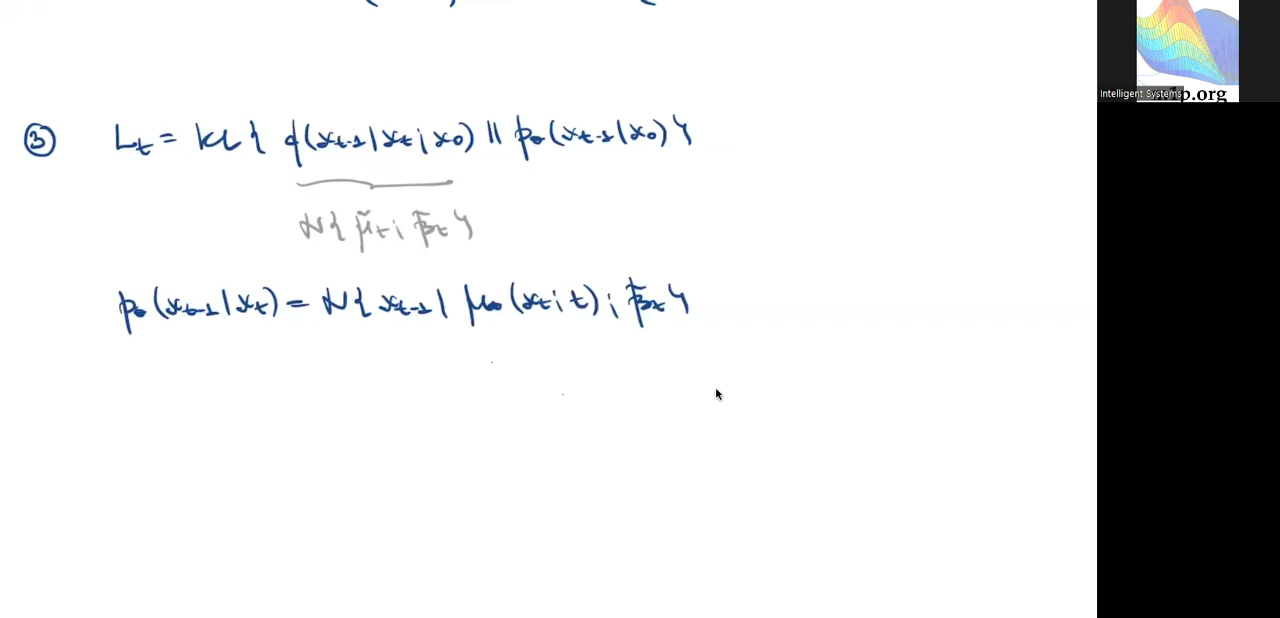 ③ L_t = KL { q(x_{t-1}|x_t; x_0) || p_θ(x_{t-1}|x_0) }
N{ μ̃_t; β̃_t }
p_θ(x_{t-1}|x_t) = N{ x_{t-1} | μ_θ(x_t; t); β̃_t }
Intelligent Systems
.org